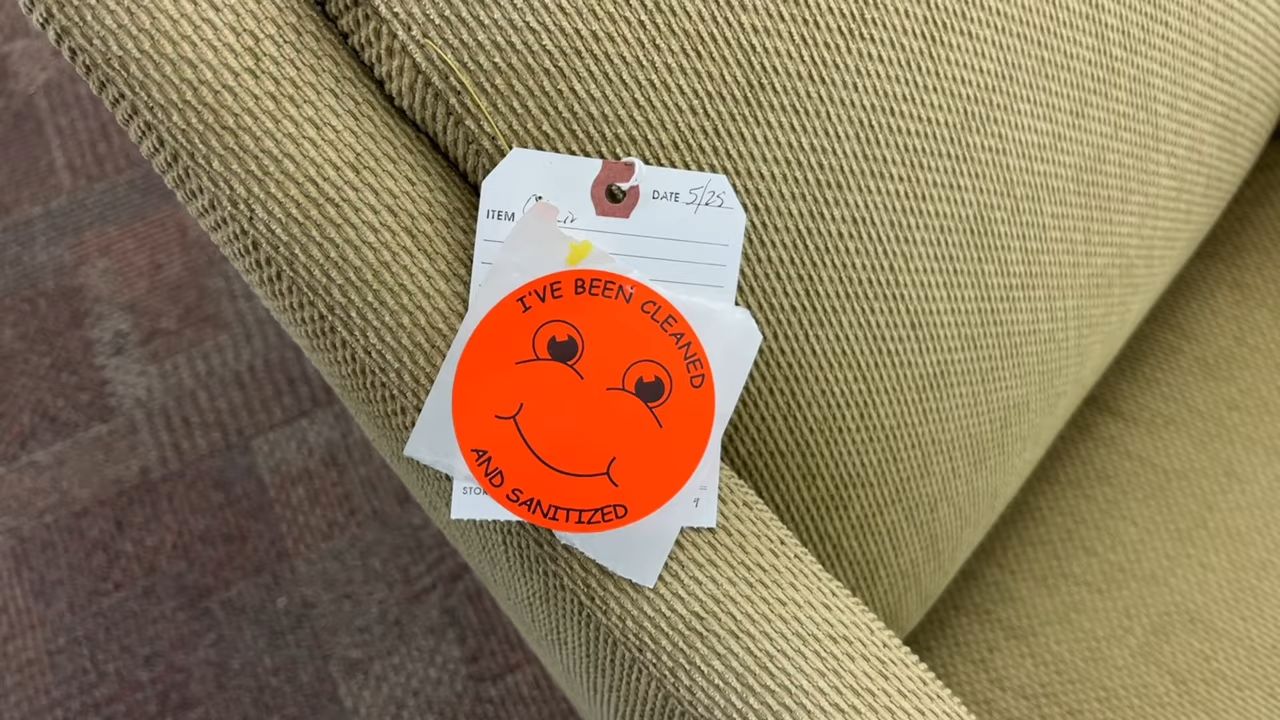 DATE 5/25
ITEM
I'VE BEEN CLEANED
AND SANITIZED